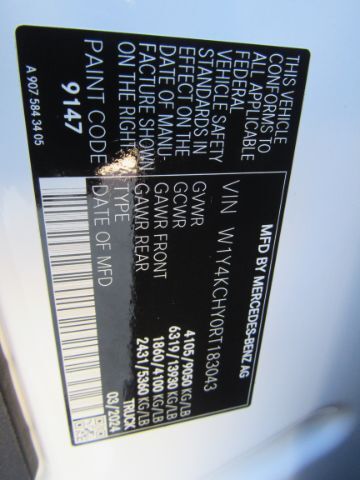 MFD BY MERCEDES-BENZ AG
VIN W1Y4KCHY0RT183043
GVWR 4105/9050 KG/LB
GCWR 6319/13930 KG/LB
GAWR FRONT 1860/4100 KG/LB
GAWR REAR 2431/5360 KG/LB
TYPE TRUCK
DATE OF MFD 03/2024
THIS VEHICLE
CONFORMS TO
ALL APPLICABLE
FEDERAL
VEHICLE SAFETY
STANDARDS IN
EFFECT ON THE
DATE OF MANU
FACTURE SHOWN
ON THE RIGHT
PAINT CODE
9147
A 907 584 34 05